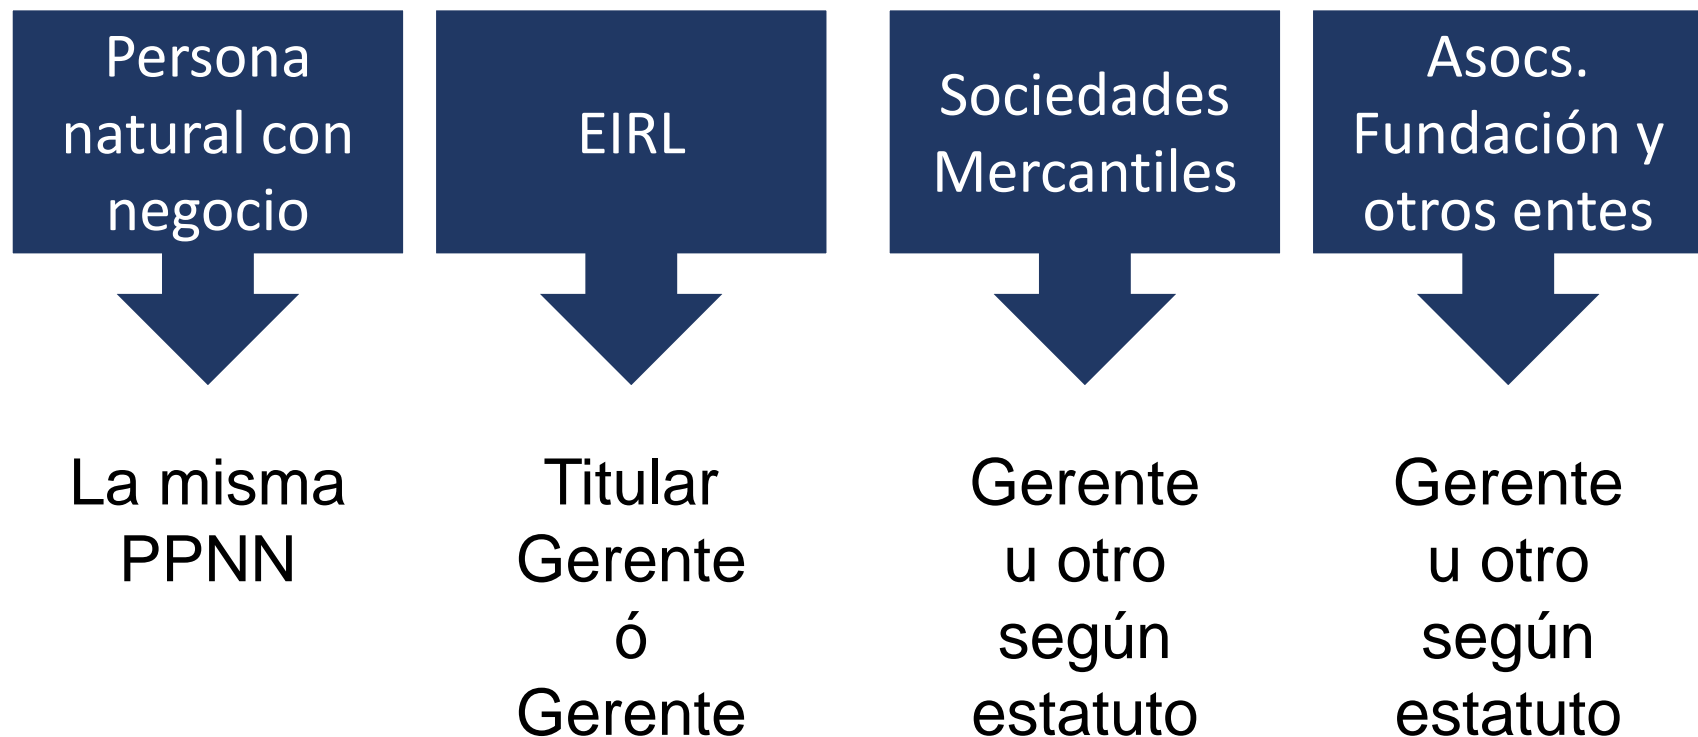 Persona
natural con
negocio
EIRL
Sociedades
Mercantiles
Asocs.
Fundación y
otros entes
La misma
PPNN
Titular
Gerente
ó
Gerente
Gerente
u otro
según
estatuto
Gerente
u otro
según
estatuto